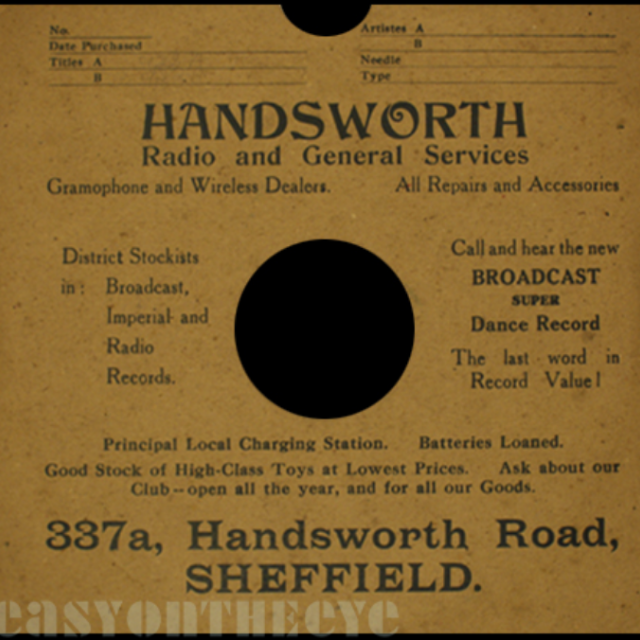 No.
Date Purchased
Titles A
B
Artistes A
B
Needle
Type
HANDSWORTH
Radio and General Services
Gramophone and Wireless Dealers. All Repairs and Accessories
District Stockists
in: Broadcast,
Imperial and
Radio
Records.
Call and hear the new
BROADCAST
SUPER
Dance Record
The last word in
Record Value!
Principal Local Charging Station. Batteries Loaned.
Good Stock of High-Class Toys at Lowest Prices. Ask about our
Club--open all the year, and for all our Goods.
337a, Handsworth Road,
SHEFFIELD.
easyontheeye